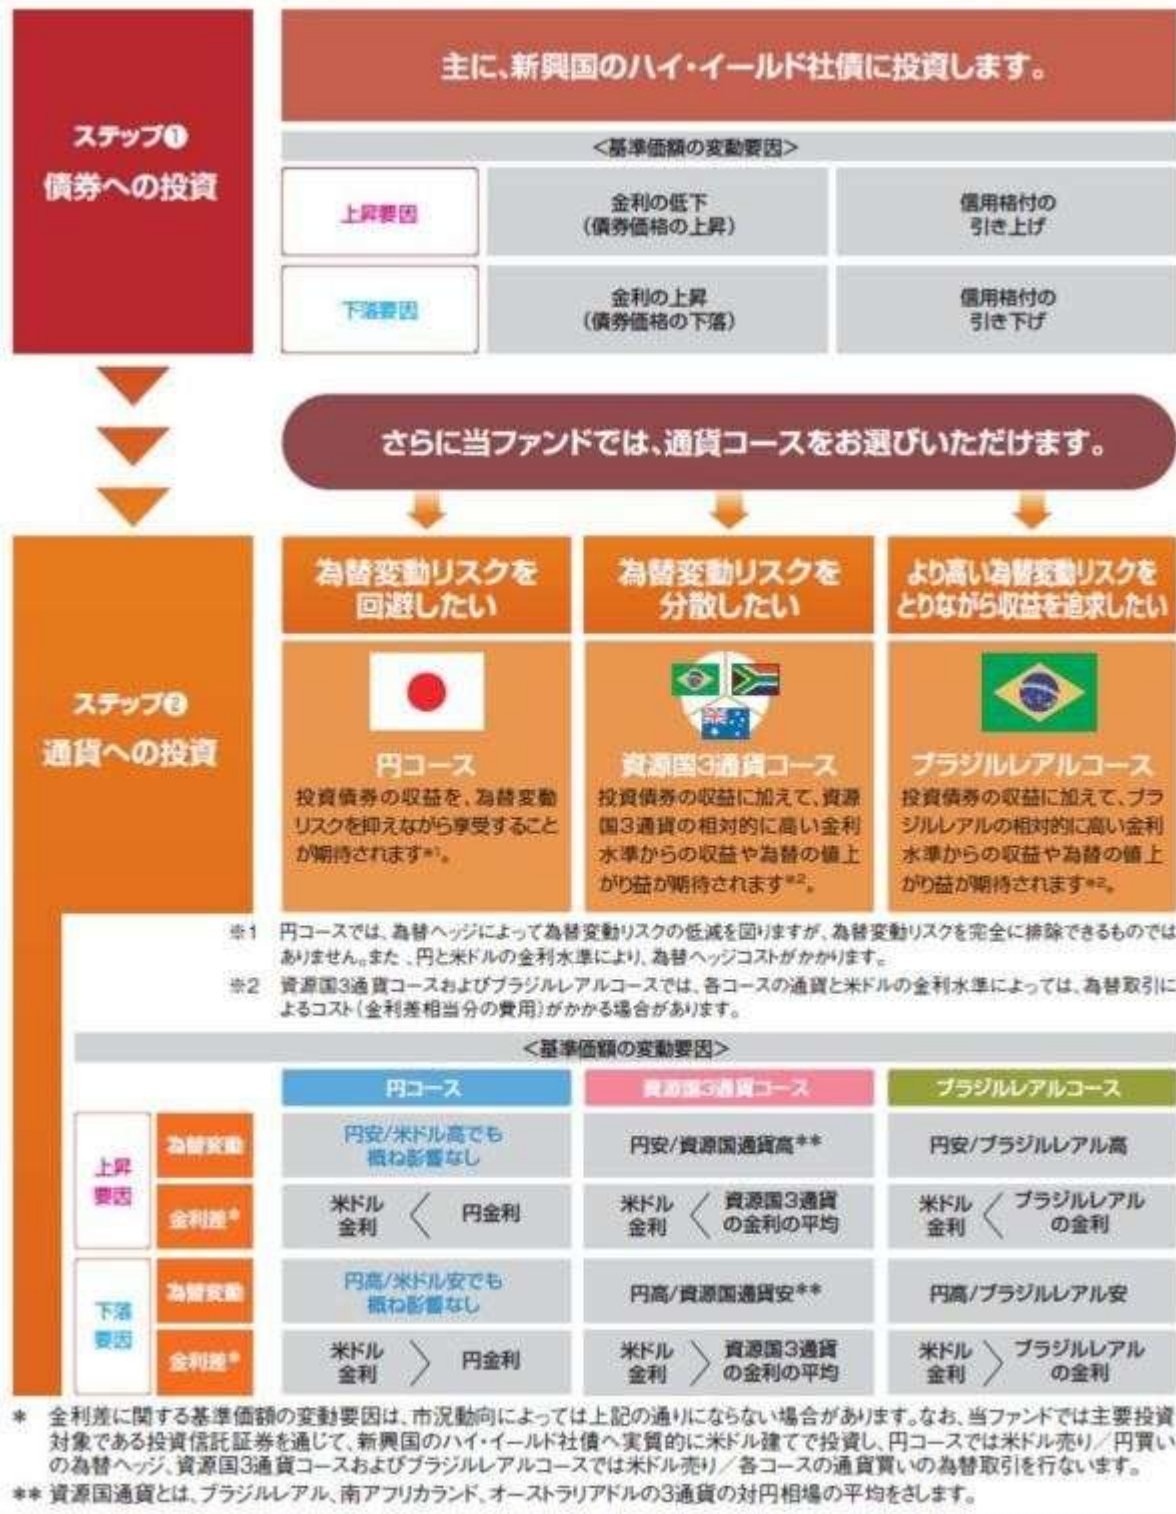 主に、新興国のハイ・イールド社債に投資します。
ステップ❶
債券への投資
<基準価額の変動要因>
上昇要因
金利の低下
(債券価格の上昇)
信用格付の
引き上げ
下落要因
金利の上昇
(債券価格の下落)
信用格付の
引き下げ
さらに当ファンドでは、通貨コースをお選びいただけます。
ステップ❷
通貨への投資
為替変動リスクを
回避したい
円コース
投資債券の収益を、為替変動
リスクを抑えながら享受すること
が期待されます※1。
為替変動リスクを
分散したい
資源国3通貨コース
投資債券の収益に加えて、資源
国3通貨の相対的に高い金利
水準からの収益や為替の値上
がり益が期待されます※2。
より高い為替変動リスクを
とりながら収益を追求したい
ブラジルレアルコース
投資債券の収益に加えて、ブラ
ジルレアルの相対的に高い金利
水準からの収益や為替の値上
がり益が期待されます※2。
※1 円コースでは、為替ヘッジによって為替変動リスクの低減を図りますが、為替変動リスクを完全に排除できるものでは
ありません。また、円と米ドルの金利水準により、為替ヘッジコストがかかります。
※2 資源国3通貨コースおよびブラジルレアルコースでは、各コースの通貨と米ドルの金利水準によっては、為替取引に
よるコスト(金利差相当分の費用)がかかる場合があります。
<基準価額の変動要因>
円コース
資源国3通貨コース
ブラジルレアルコース
上昇
要因
為替変動
円安/米ドル高でも
概ね影響なし
円安/資源国通貨高**
円安/ブラジルレアル高
金利差*
米ドル
金利 < 円金利
米ドル
金利 < 資源国3通貨
の金利の平均
米ドル
金利 < ブラジルレアル
の金利
下落
要因
為替変動
円高/米ドル安でも
概ね影響なし
円高/資源国通貨安**
円高/ブラジルレアル安
金利差*
米ドル
金利 > 円金利
米ドル
金利 > 資源国3通貨
の金利の平均
米ドル
金利 > ブラジルレアル
の金利
* 金利差に関する基準価額の変動要因は、市況動向によっては上記の通りにならない場合があります。なお、当ファンドでは主要投資
対象である投資信託証券を通じて、新興国のハイ・イールド社債へ実質的に米ドル建てで投資し、円コースでは米ドル売り/円買い
の為替ヘッジ、資源国3通貨コースおよびブラジルレアルコースでは米ドル売り/各コースの通貨買いの為替取引を行ないます。
** 資源国通貨とは、ブラジルレアル、南アフリカランド、オーストラリアドルの3通貨の対円相場の平均をさします。